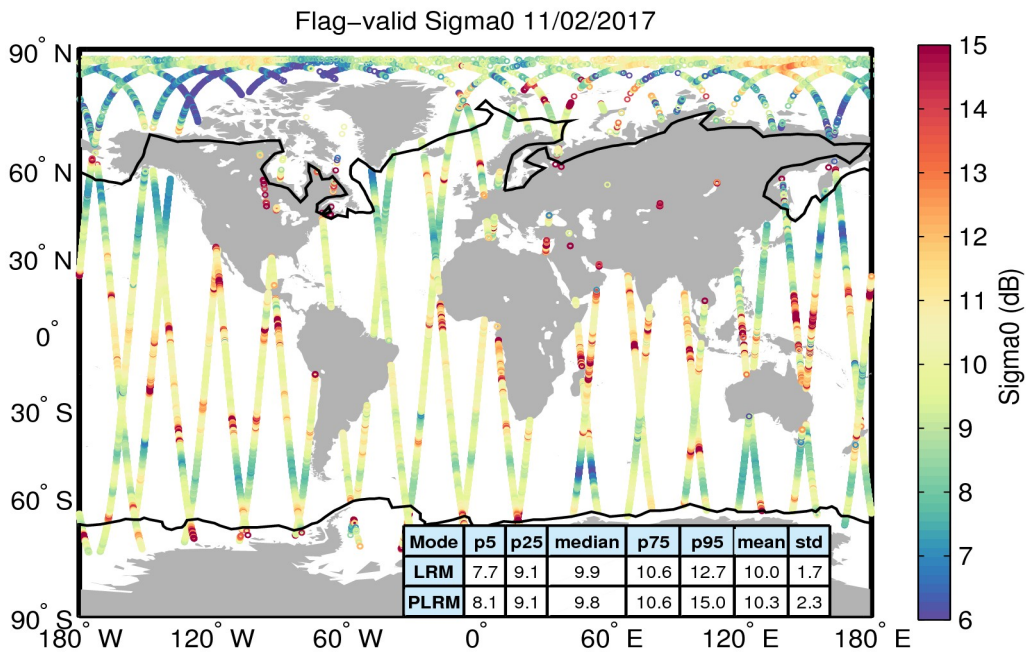 Flag−valid Sigma0 11/02/2017
90° N
60° N
30° N
0°
30° S
60° S
90° S
180° W
120° W
60° W
0°
60° E
120° E
180° E
Mode p5 p25 median p75 p95 mean std
LRM 7.7 9.1 9.9 10.6 12.7 10.0 1.7
PLRM 8.1 9.1 9.8 10.6 15.0 10.3 2.3
15
14
13
12
11
10
9
8
7
6
Sigma0 (dB)